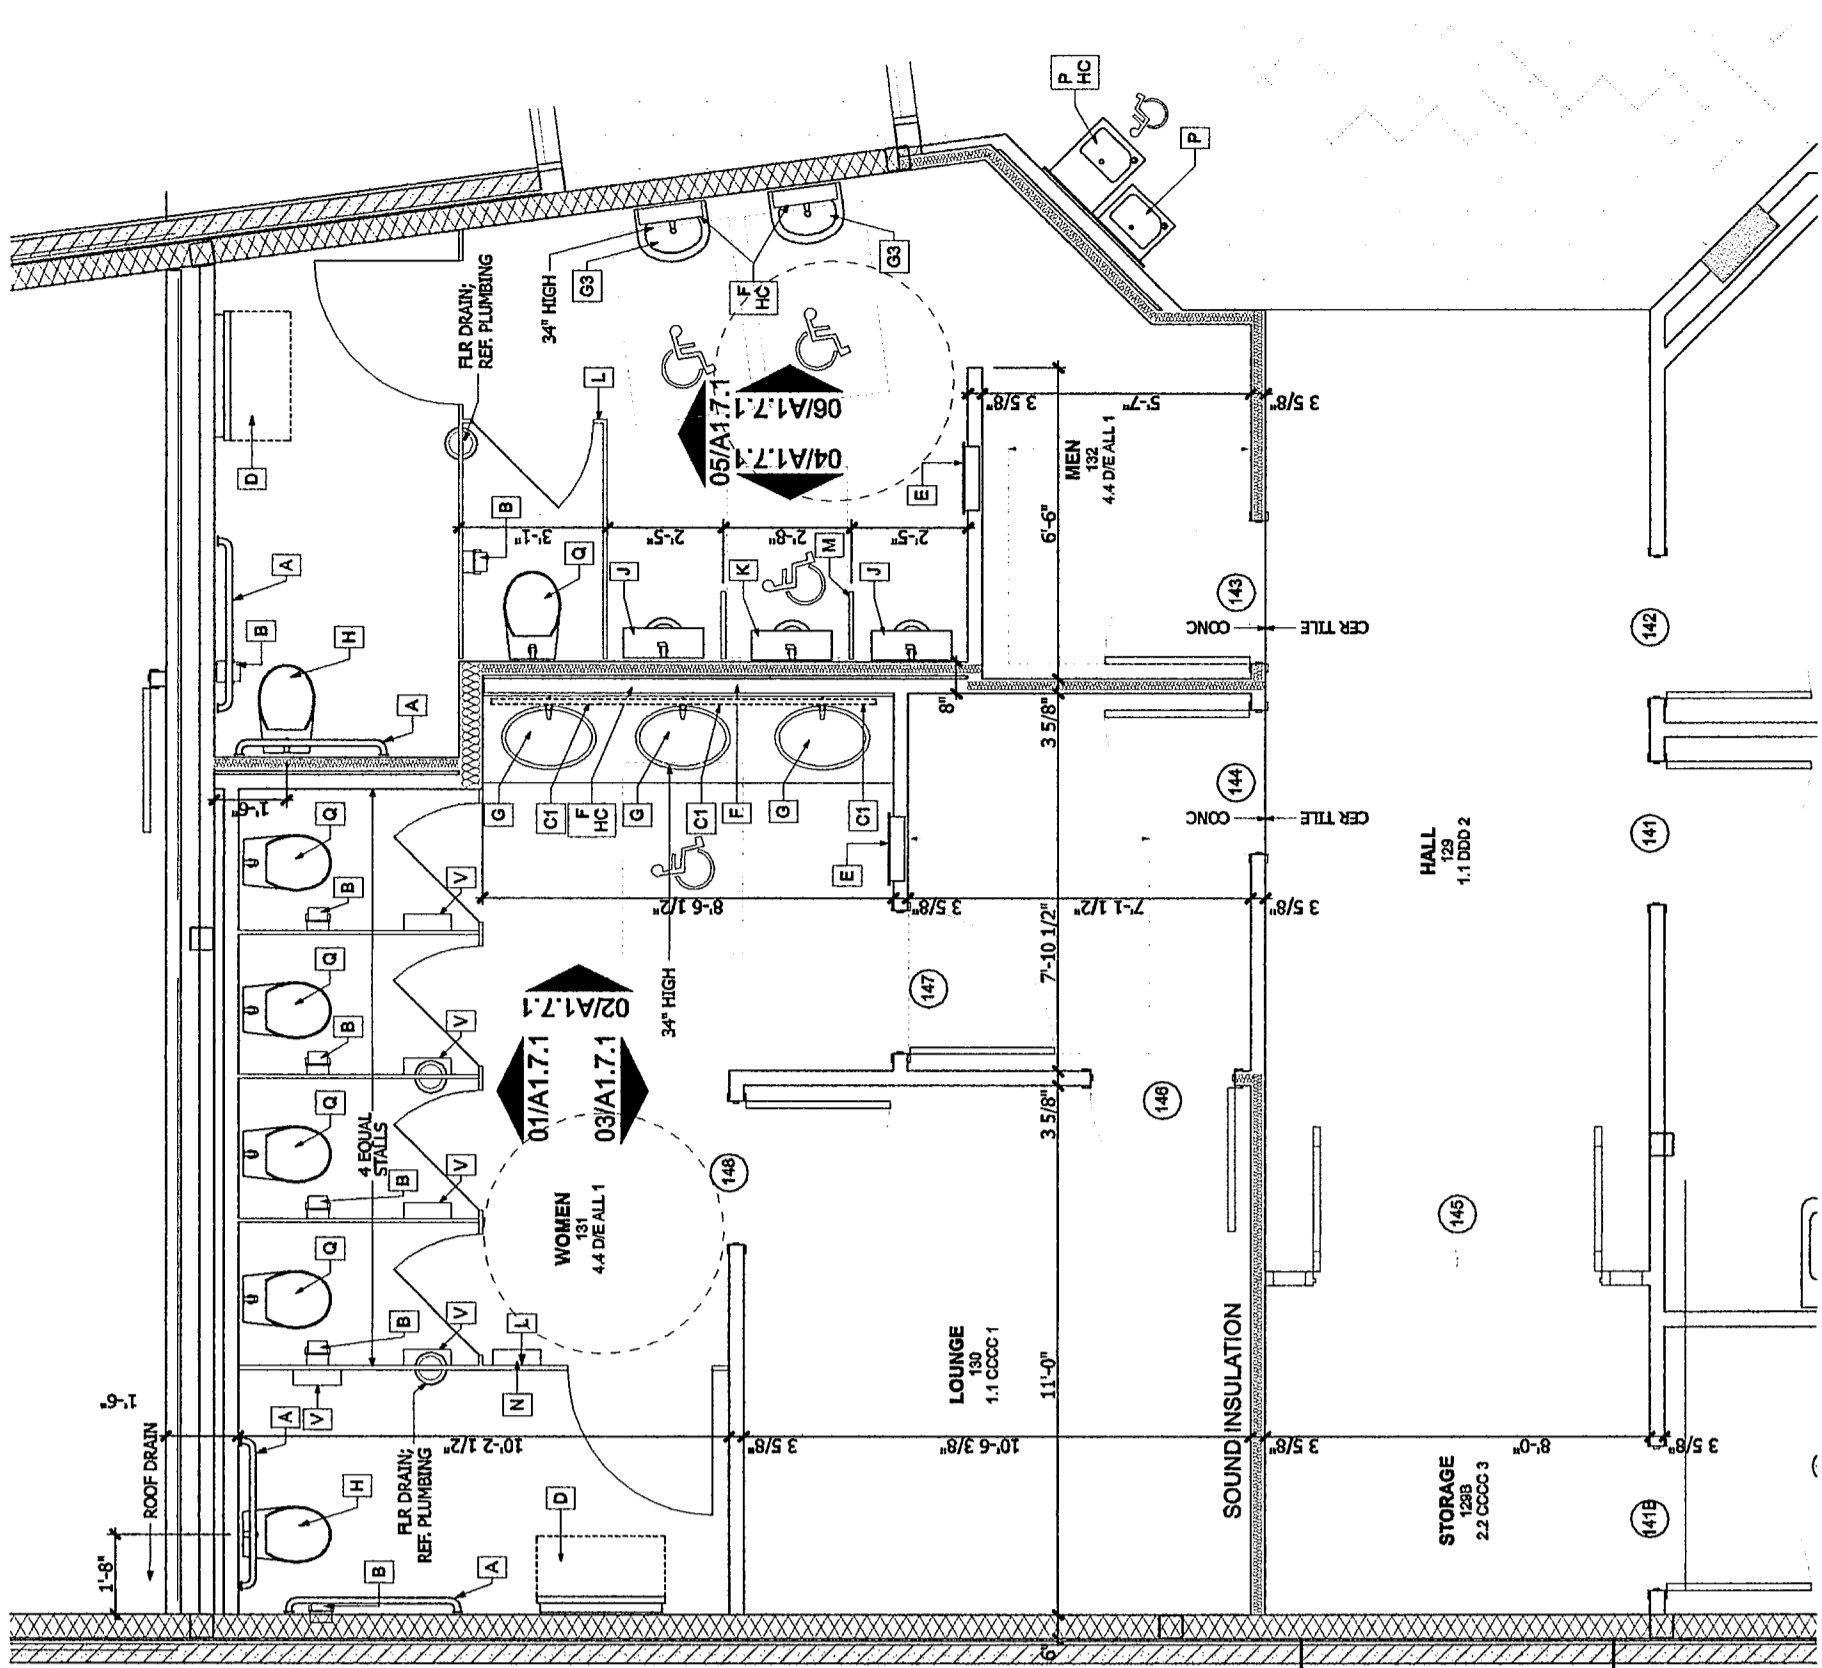 P
HC
P
34" HIGH
G3
G3
F
HC
FLR DRAIN;
REF. PLUMBING
L
D
05/A1.7.1
06/A1.7.1
04/A1.7.1
E
MEN
132
4.4 D/E ALL 1
3 5/8"
5'-7"
3 5/8"
6'-6"
B
3'-1"
2'-5"
2'-8"
2'-5"
A
B
H
A
Q
J
K
M
J
143
CONC
CER TILE
142
1'-6"
8"
3 5/8"
G
C1
F
HC
G
C1
F
G
C1
144
CONC
CER TILE
141
HALL
129
1.1 DDD 2
Q
B
V
Q
B
V
Q
B
V
Q
B
V
4 EQUAL
STALLS
E
8'-6 1/2"
3 5/8"
7'-1 1/2"
3 5/8"
34" HIGH
7'-10 1/2"
147
02/A1.7.1
01/A1.7.1
03/A1.7.1
3 5/8"
146
148
WOMEN
131
4.4 D/E ALL 1
145
L
N
LOUNGE
130
1.1 CCCC 1
11'-0"
SOUND INSULATION
1'-6"
ROOF DRAIN
A
V
10'-2 1/2"
3 5/8"
10'-6 3/8"
3 5/8"
8'-0"
3 5/8"
H
FLR DRAIN;
REF. PLUMBING
D
STORAGE
129B
2.2 CCCC 3
141B
1'-8"
B
A
6"